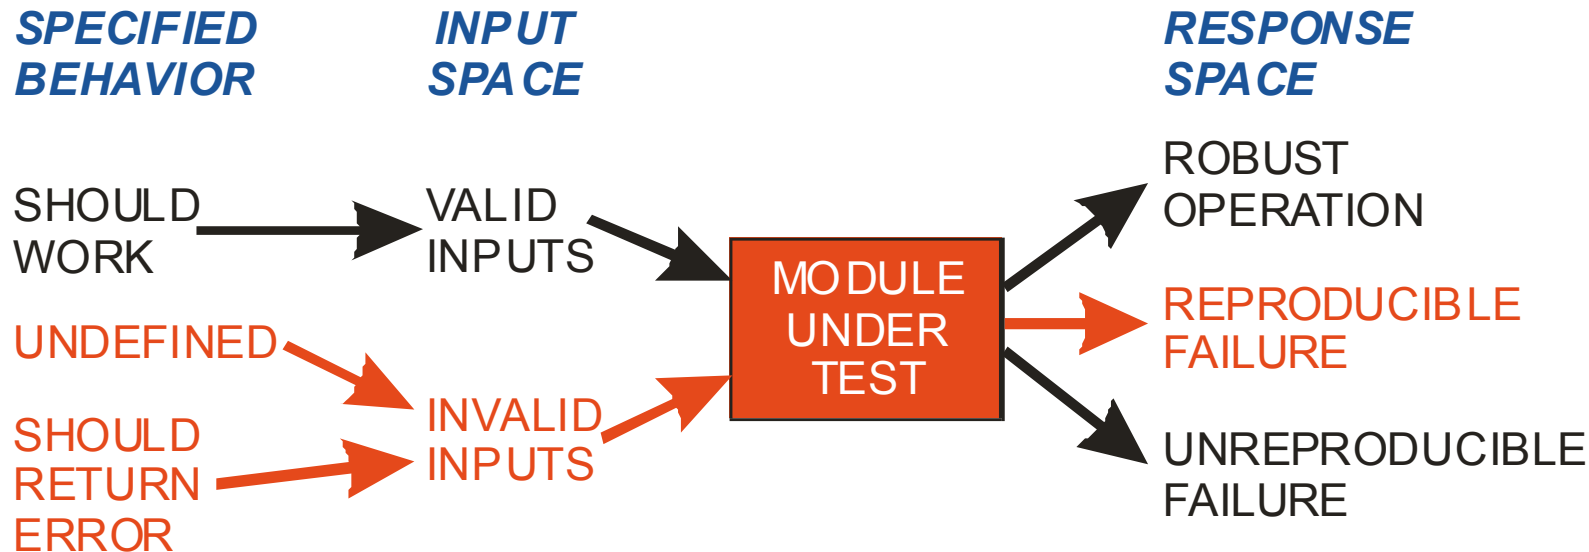 SPECIFIED
BEHAVIOR
INPUT
SPACE
RESPONSE
SPACE
SHOULD
WORK
VALID
INPUTS
UNDEFINED
SHOULD
RETURN
ERROR
INVALID
INPUTS
MODULE
UNDER
TEST
ROBUST
OPERATION
REPRODUCIBLE
FAILURE
UNREPRODUCIBLE
FAILURE